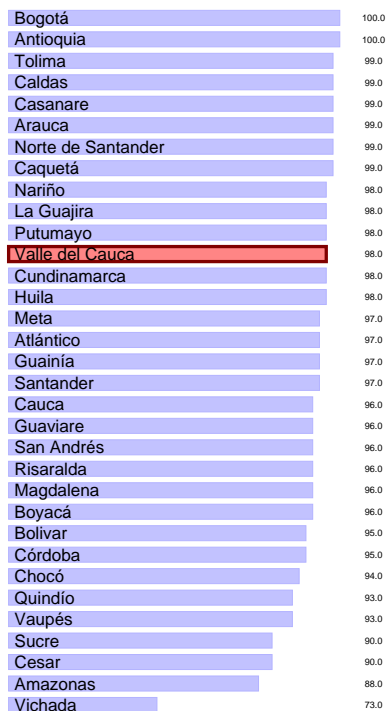 Bogotá 100.0
Antioquia 100.0
Tolima 99.0
Caldas 99.0
Casanare 99.0
Arauca 99.0
Norte de Santander 99.0
Caquetá 99.0
Nariño 98.0
La Guajira 98.0
Putumayo 98.0
Valle del Cauca 98.0
Cundinamarca 98.0
Huila 98.0
Meta 97.0
Atlántico 97.0
Guainía 97.0
Santander 97.0
Cauca 96.0
Guaviare 96.0
San Andrés 96.0
Risaralda 96.0
Magdalena 96.0
Boyacá 96.0
Bolivar 95.0
Córdoba 95.0
Chocó 94.0
Quindío 93.0
Vaupés 93.0
Sucre 90.0
Cesar 90.0
Amazonas 88.0
Vichada 73.0